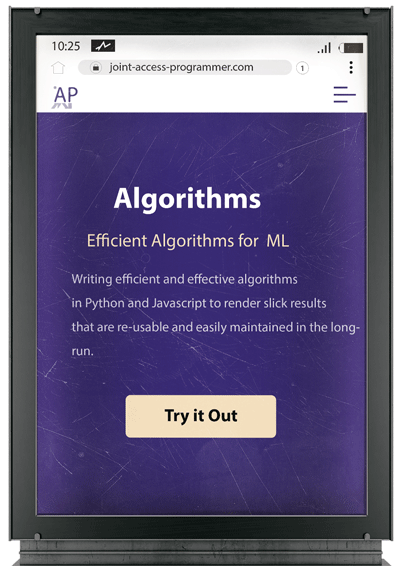 10:25
joint-access-programmer.com
1
AP
Algorithms
Efficient Algorithms for ML
Writing efficient and effective algorithms
in Python and Javascript to render slick results
that are re-usable and easily maintained in the long-
run.
Try it Out